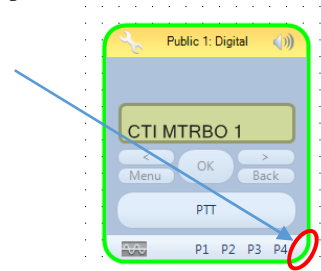 Public 1: Digital
CTI MTRBO 1
< OK >
Menu Back
PTT
P1 P2 P3 P4